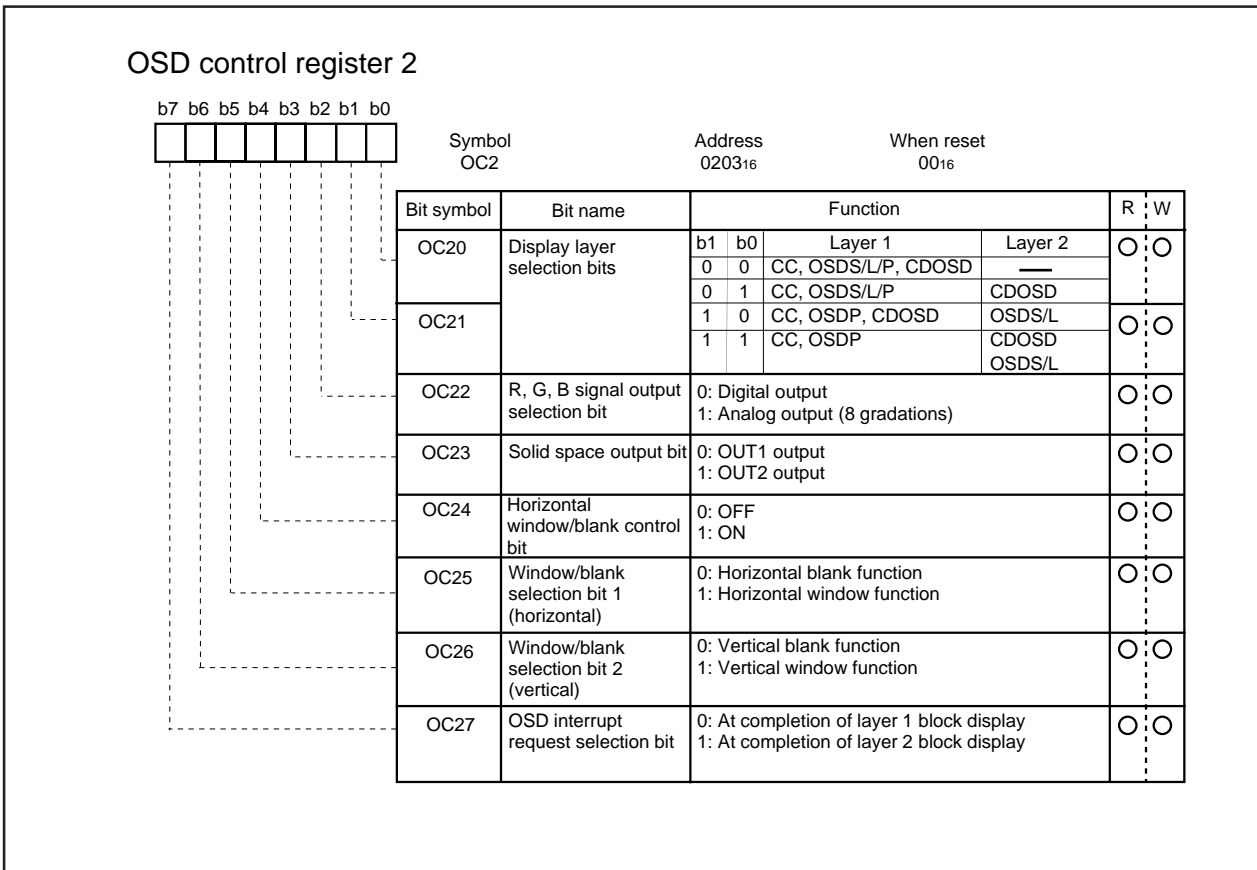 OSD control register 2
b7 b6 b5 b4 b3 b2 b1 b0
Symbol Address When reset
OC2 020316 0016
Bit symbol Bit name Function R W
OC20 Display layer selection bits
b1 b0 Layer 1 Layer 2
0 0 CC, OSDS/L/P, CDOSD —
0 1 CC, OSDS/L/P CDOSD
OC21
1 0 CC, OSDP, CDOSD OSDS/L
1 1 CC, OSDP CDOSD
OSDS/L
OC22 R, G, B signal output 0: Digital output
selection bit 1: Analog output (8 gradations)
OC23 Solid space output bit 0: OUT1 output
1: OUT2 output
OC24 Horizontal 0: OFF
window/blank control 1: ON
bit
OC25 Window/blank 0: Horizontal blank function
selection bit 1 1: Horizontal window function
(horizontal)
OC26 Window/blank 0: Vertical blank function
selection bit 2 1: Vertical window function
(vertical)
OC27 OSD interrupt 0: At completion of layer 1 block display
request selection bit 1: At completion of layer 2 block display